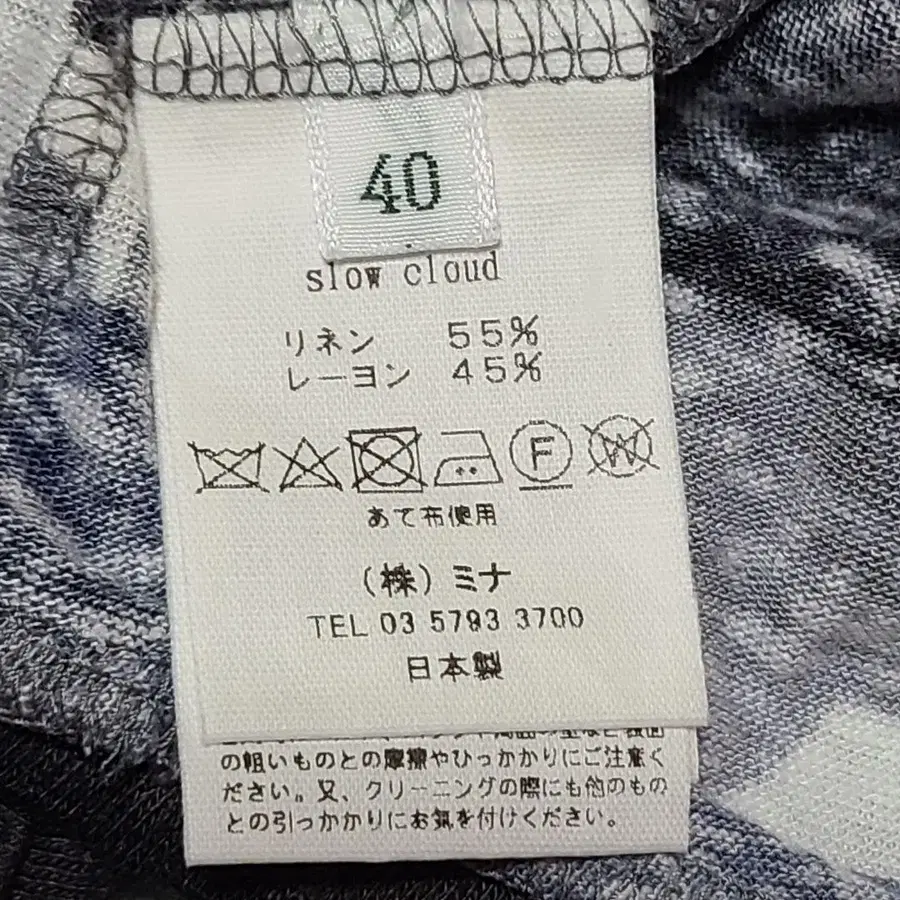 40
slow cloud
リネン 55%
レーヨン 45%
F W
あて布使用
(株)ミナ
TEL 03 5793 3700
日本製
の粗いものとの摩擦やひっかかりにご注意く
ださい。又、クリーニングの際にも他のもの
との引っかかりにお気を付けください。